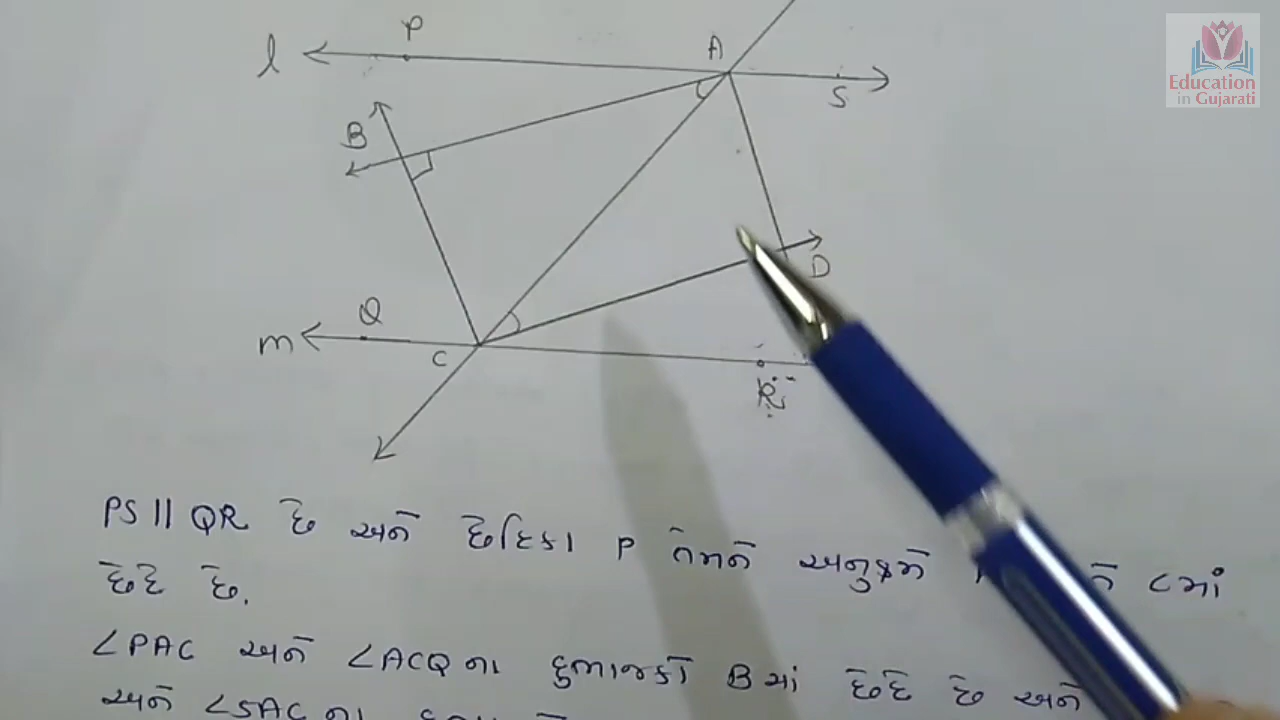 Education
in Gujarati
P
A
l
S
B
D
Q
m
C
R
PS || QR છે અને છેદિકા P તેમને અનુક્રમે C માં
છેદે છે.
∠PAC અને ∠ACQ ના દુભાજકો B માં છેદે છે અને
અને ∠SAC ના